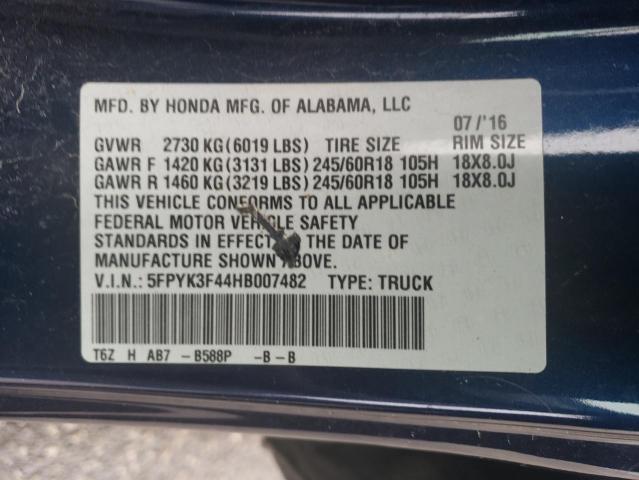 MFD. BY HONDA MFG. OF ALABAMA, LLC
07 /'16
GVWR 2730 KG(6019 LBS) TIRE SIZE RIM SIZE
GAWR F 1420 KG(3131 LBS) 245/60R18 105H 18X8.0J
GAWR R 1460 KG(3219 LBS) 245/60R18 105H 18X8.0J
THIS VEHICLE CONFORMS TO ALL APPLICABLE
FEDERAL MOTOR VEHICLE SAFETY
STANDARDS IN EFFECT THE DATE OF
MANUFACTURE SHOWN ABOVE.
V.I.N.: 5FPYK3F44HB007482 TYPE: TRUCK
T6Z H AB7 – B588P –B – B